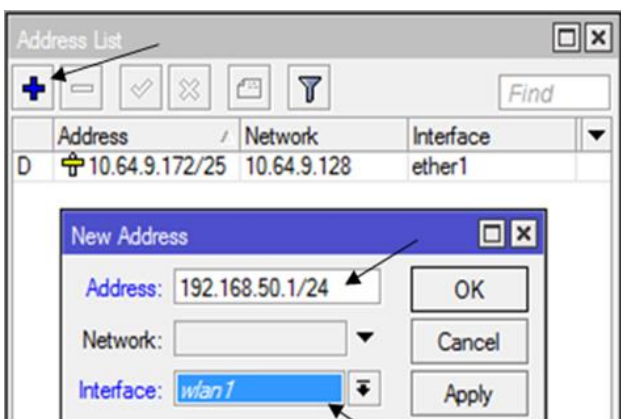 Address List
Find
Address Network Interface
D 10.64.9.172/25 10.64.9.128 ether1
New Address
Address: 192.168.50.1/24 OK
Network: Cancel
Interface: wlan1 Apply